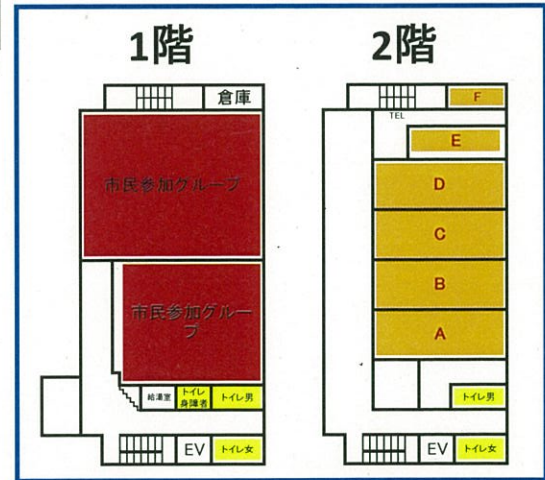 1階
2階
倉庫
F
TEL
E
市民参加グループ
D
C
B
市民参加グルー
プ
A
給湯室
トイレ
身障者
トイレ男
トイレ男
EV
トイレ女
EV
トイレ女